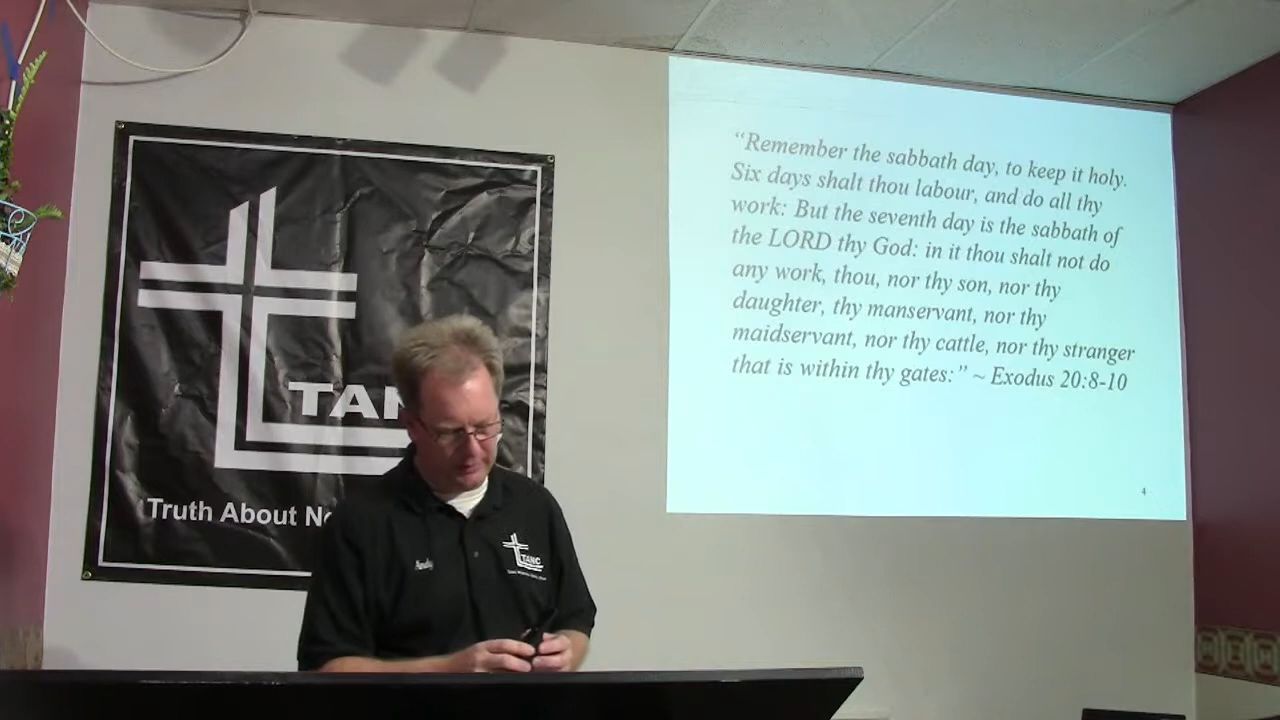 “Remember the sabbath day, to keep it holy.
Six days shalt thou labour, and do all thy
work: But the seventh day is the sabbath of
the LORD thy God: in it thou shalt not do
any work, thou, nor thy son, nor thy
daughter, thy manservant, nor thy
maidservant, nor thy cattle, nor thy stranger
that is within thy gates:” ~ Exodus 20:8-10
4
TAN
Truth About
Andy
TANC